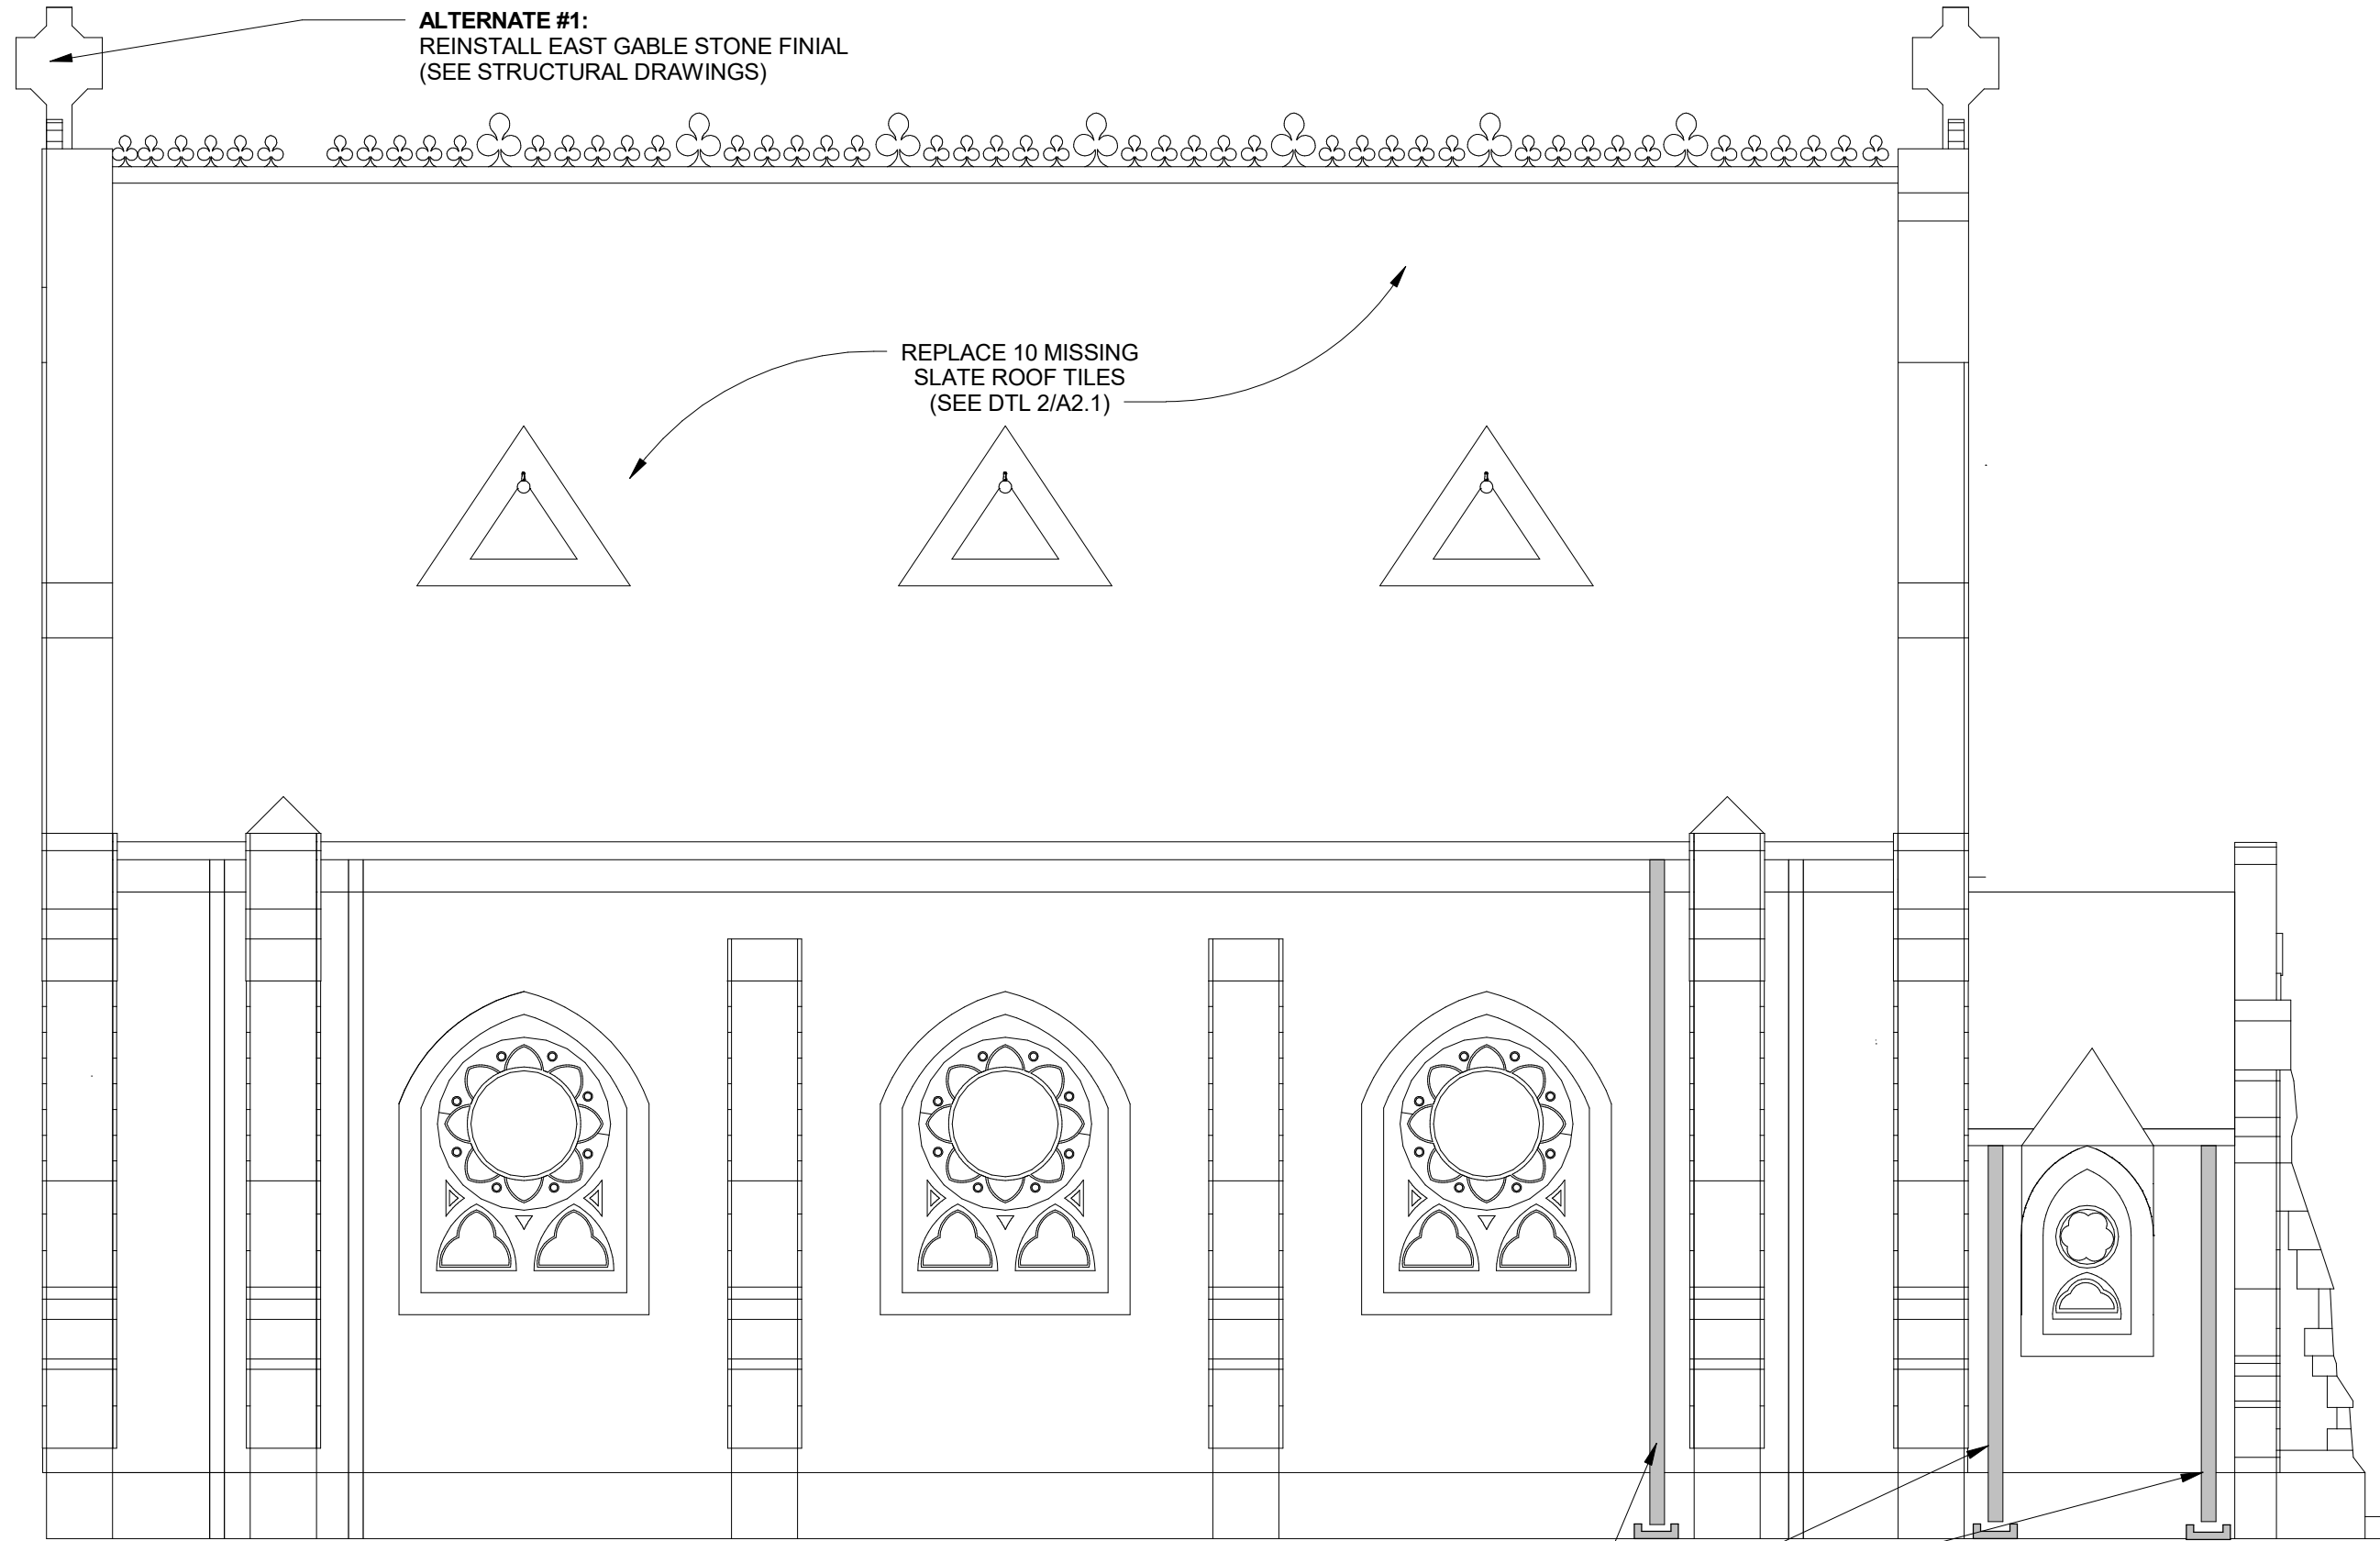 ALTERNATE #1:
REINSTALL EAST GABLE STONE FINIAL
(SEE STRUCTURAL DRAWINGS)
REPLACE 10 MISSING
SLATE ROOF TILES
(SEE DTL 2/A2.1)